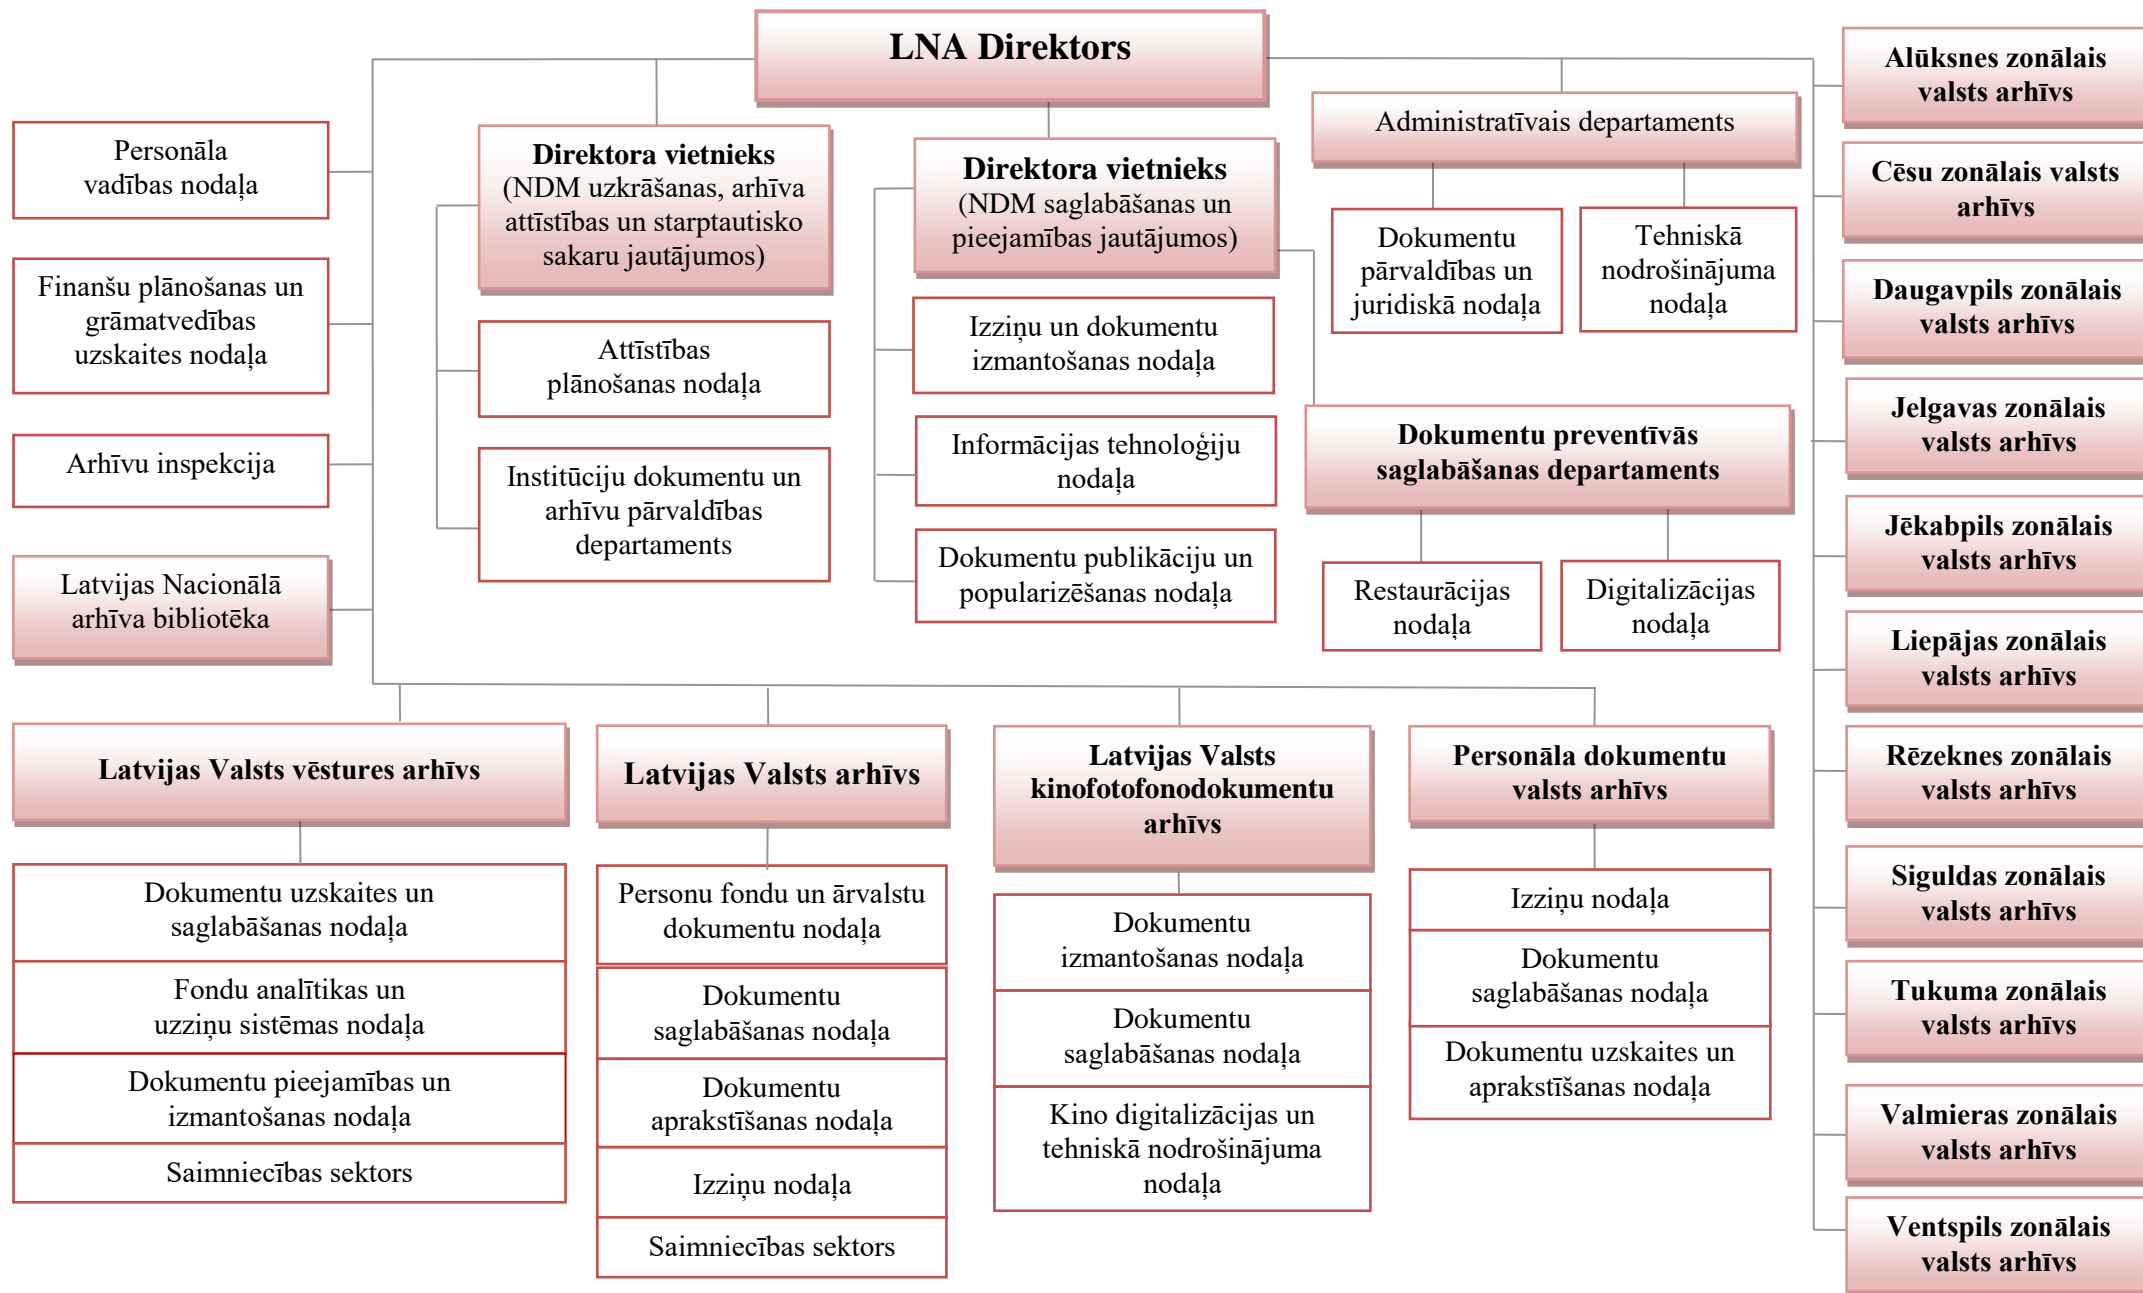 LNA Direktors
Personāla
vadības nodaļa
Finanšu plānošanas un
grāmatvedības
uzskaites nodaļa
Arhīvu inspekcija
Latvijas Nacionālā
arhīva bibliotēka
Direktora vietnieks
(NDM uzkrāšanas, arhīva
attīstības un starptautisko
sakaru jautājumos)
Attīstības
plānošanas nodaļa
Institūciju dokumentu un
arhīvu pārvaldības
departaments
Direktora vietnieks
(NDM saglabāšanas un
pieejamības jautājumos)
Izziņu un dokumentu
izmantošanas nodaļa
Informācijas tehnoloģiju
nodaļa
Dokumentu publikāciju un
popularizēšanas nodaļa
Administratīvais departaments
Dokumentu
pārvaldības un
juridiskā nodaļa
Tehniskā
nodrošinājuma
nodaļa
Dokumentu preventīvās
saglabāšanas departaments
Restaurācijas
nodaļa
Digitalizācijas
nodaļa
Latvijas Valsts vēstures arhīvs
Dokumentu uzskaites un
saglabāšanas nodaļa
Fondu analītikas un
uzziņu sistēmas nodaļa
Dokumentu pieejamības un
izmantošanas nodaļa
Saimniecības sektors
Latvijas Valsts arhīvs
Personu fondu un ārvalstu
dokumentu nodaļa
Dokumentu
saglabāšanas nodaļa
Dokumentu
aprakstīšanas nodaļa
Izziņu nodaļa
Saimniecības sektors
Latvijas Valsts
kinofotofonodokumentu
arhīvs
Dokumentu
izmantošanas nodaļa
Dokumentu
saglabāšanas nodaļa
Kino digitalizācijas un
tehniskā nodrošinājuma
nodaļa
Personāla dokumentu
valsts arhīvs
Izziņu nodaļa
Dokumentu
saglabāšanas nodaļa
Dokumentu uzskaites un
aprakstīšanas nodaļa
Alūksnes zonālais
valsts arhīvs
Cēsu zonālais valsts
arhīvs
Daugavpils zonālais
valsts arhīvs
Jelgavas zonālais
valsts arhīvs
Jēkabpils zonālais
valsts arhīvs
Liepājas zonālais
valsts arhīvs
Rēzeknes zonālais
valsts arhīvs
Siguldas zonālais
valsts arhīvs
Tukuma zonālais
valsts arhīvs
Valmieras zonālais
valsts arhīvs
Ventspils zonālais
valsts arhīvs